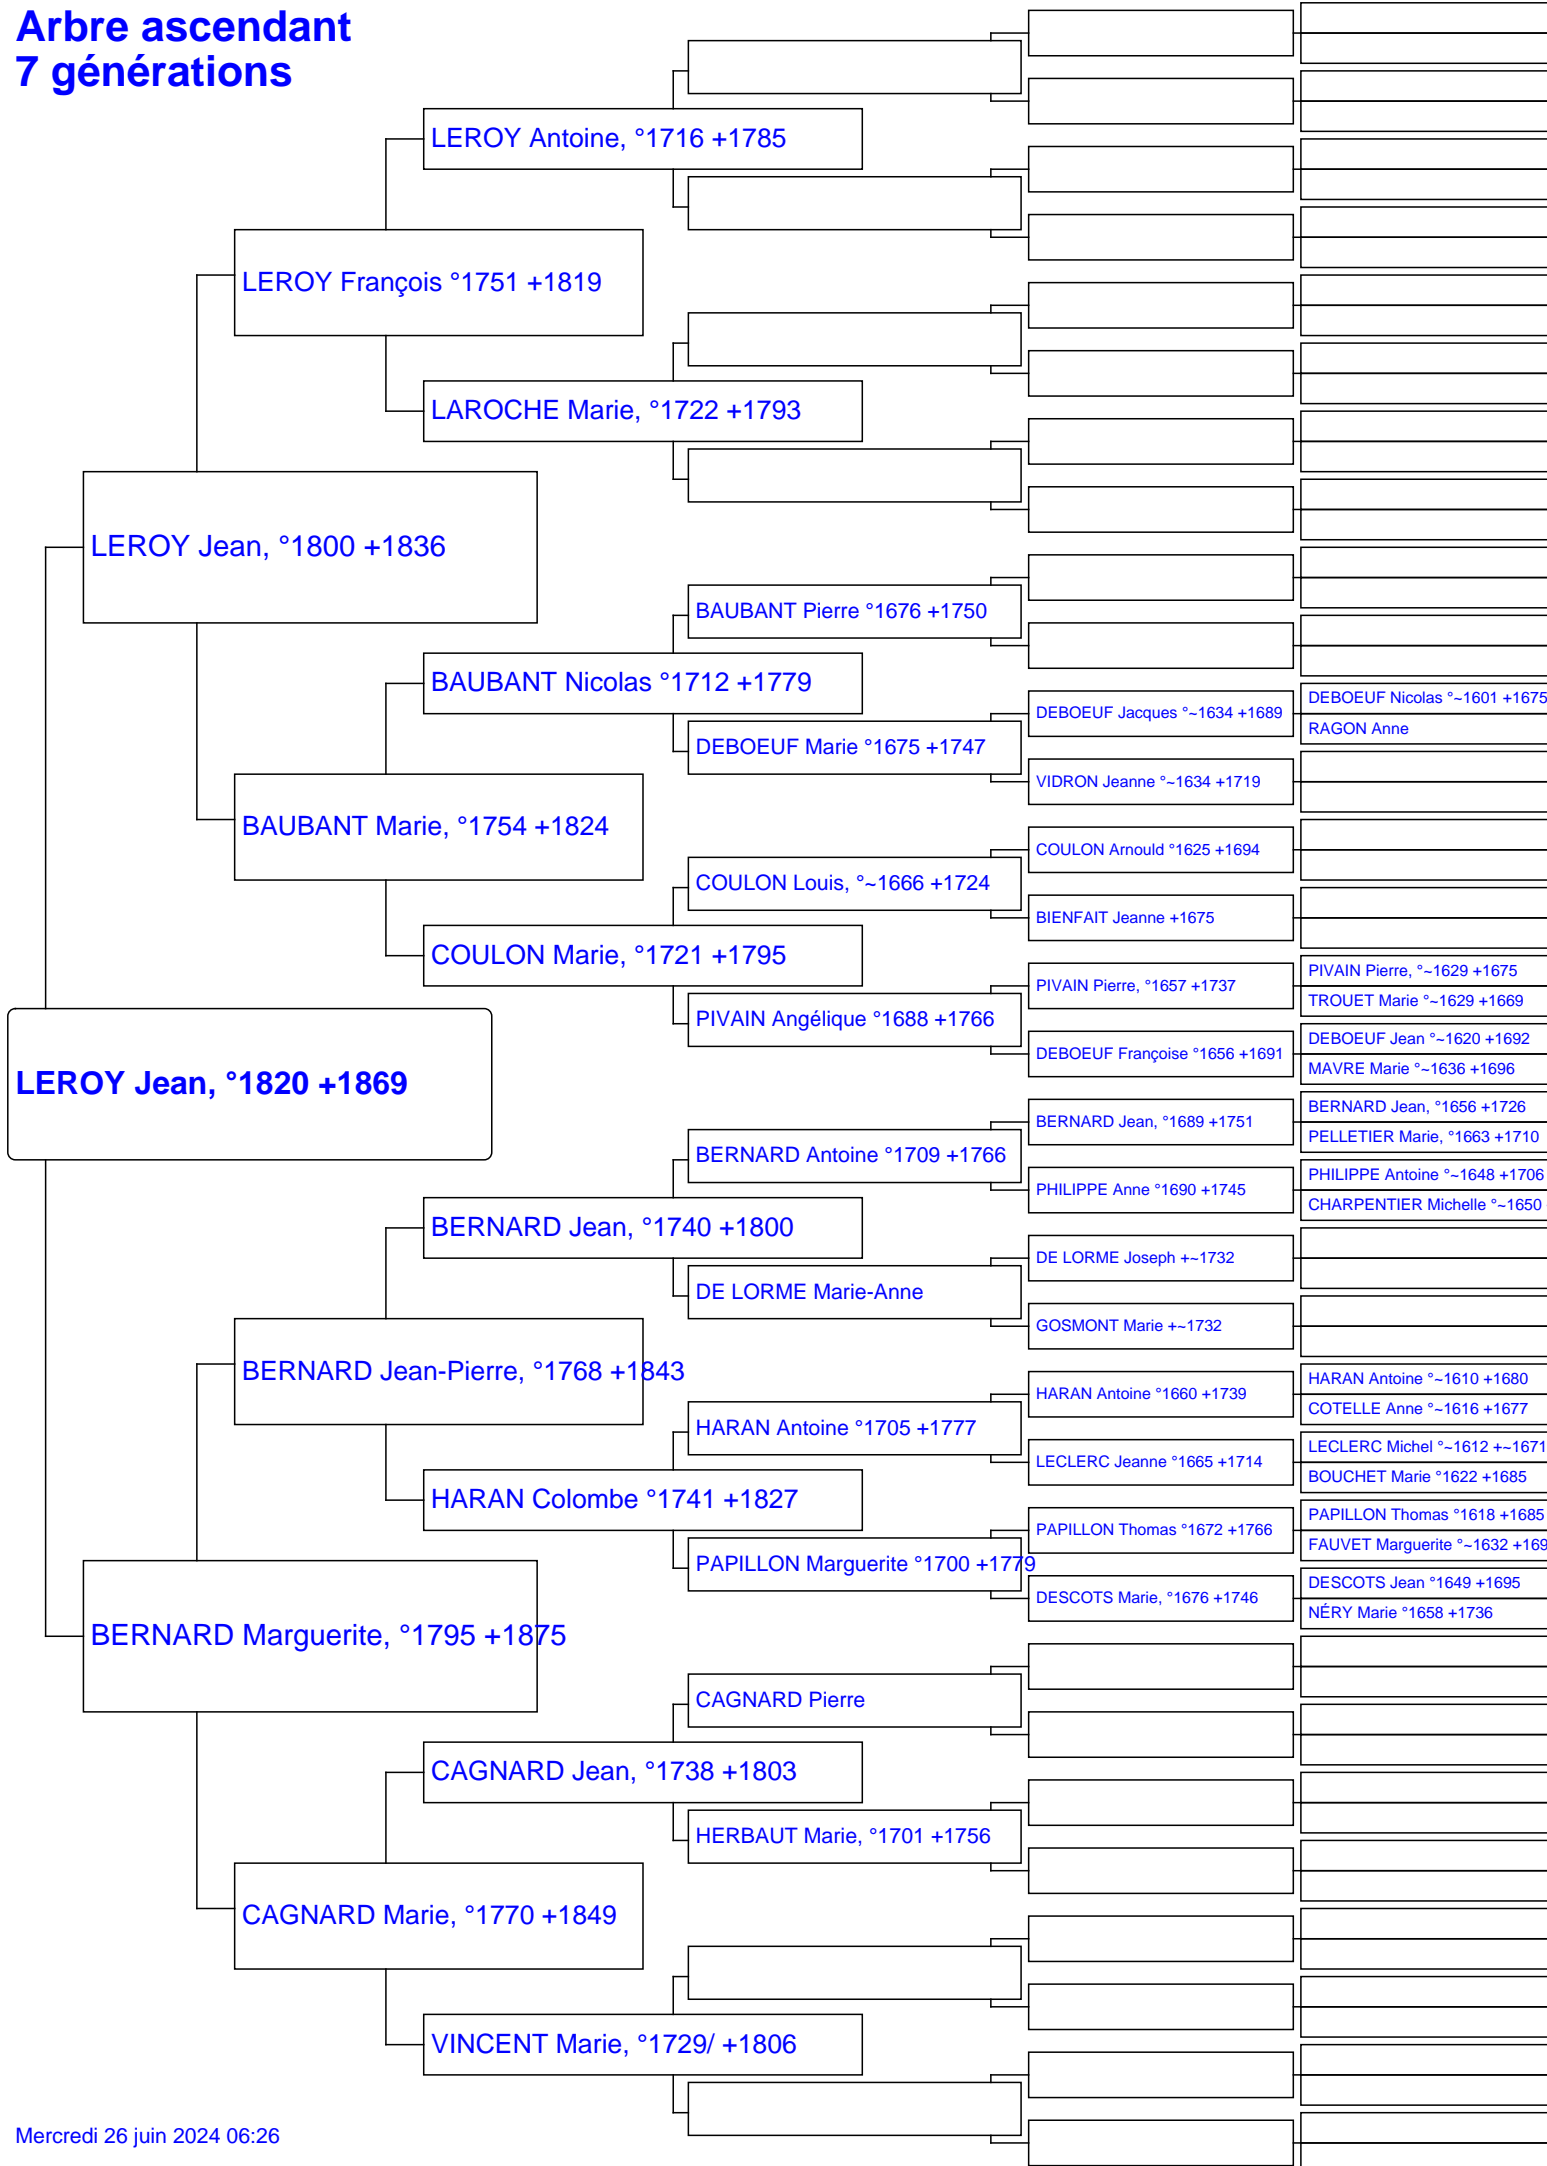 Arbre ascendant
7 générations
LEROY Antoine, °1716 +1785
LEROY François °1751 +1819
LAROCHE Marie, °1722 +1793
LEROY Jean, °1800 +1836
BAUBANT Pierre °1676 +1750
BAUBANT Nicolas °1712 +1779
DEBOEUF Nicolas °~1601 +1675
DEBOEUF Jacques °~1634 +1689
RAGON Anne
DEBOEUF Marie °1675 +1747
VIDRON Jeanne °~1634 +1719
BAUBANT Marie, °1754 +1824
COULON Arnould °1625 +1694
COULON Louis, °~1666 +1724
BIENFAIT Jeanne +1675
COULON Marie, °1721 +1795
PIVAIN Pierre, °~1629 +1675
PIVAIN Pierre, °1657 +1737
TROUET Marie °~1629 +1669
PIVAIN Angélique °1688 +1766
DEBOEUF Jean °~1620 +1692
DEBOEUF Françoise °1656 +1691
MAVRE Marie °~1636 +1696
LEROY Jean, °1820 +1869
BERNARD Jean, °1656 +1726
BERNARD Jean, °1689 +1751
PELLETIER Marie, °1663 +1710
BERNARD Antoine °1709 +1766
PHILIPPE Antoine °~1648 +1706
PHILIPPE Anne °1690 +1745
CHARPENTIER Michelle °~1650
BERNARD Jean, °1740 +1800
DE LORME Joseph +~1732
DE LORME Marie-Anne
GOSMONT Marie +~1732
BERNARD Jean-Pierre, °1768 +1843
HARAN Antoine °~1610 +1680
HARAN Antoine °1660 +1739
COTELLE Anne °~1616 +1677
HARAN Antoine °1705 +1777
LECLERC Michel °~1612 +~1671
LECLERC Jeanne °1665 +1714
BOUCHET Marie °1622 +1685
HARAN Colombe °1741 +1827
PAPILLON Thomas °1618 +1685
PAPILLON Thomas °1672 +1766
FAUVET Marguerite °~1632 +169
PAPILLON Marguerite °1700 +1779
DESCOTS Jean °1649 +1695
DESCOTS Marie, °1676 +1746
NÉRY Marie °1658 +1736
BERNARD Marguerite, °1795 +1875
CAGNARD Pierre
CAGNARD Jean, °1738 +1803
HERBAUT Marie, °1701 +1756
CAGNARD Marie, °1770 +1849
VINCENT Marie, °1729/ +1806
Mercredi 26 juin 2024 06:26